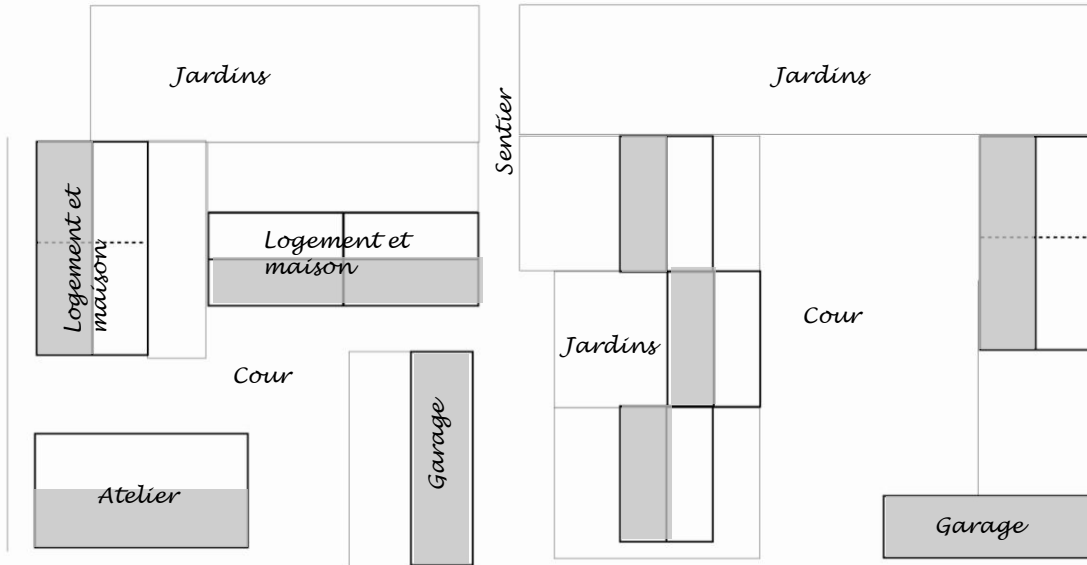 Jardins
Jardins
Sentier
Logement et
maison
Logement et
maison
Cour
Jardins
Cour
Garage
Atelier
Garage